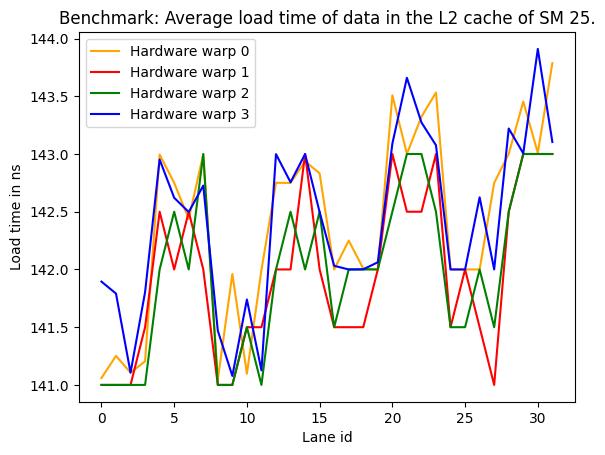 Benchmark: Average load time of data in the L2 cache of SM 25.
Load time in ns
144.0
143.5
143.0
142.5
142.0
141.5
141.0
Hardware warp 0
Hardware warp 1
Hardware warp 2
Hardware warp 3
0 5 10 15 20 25 30
Lane id